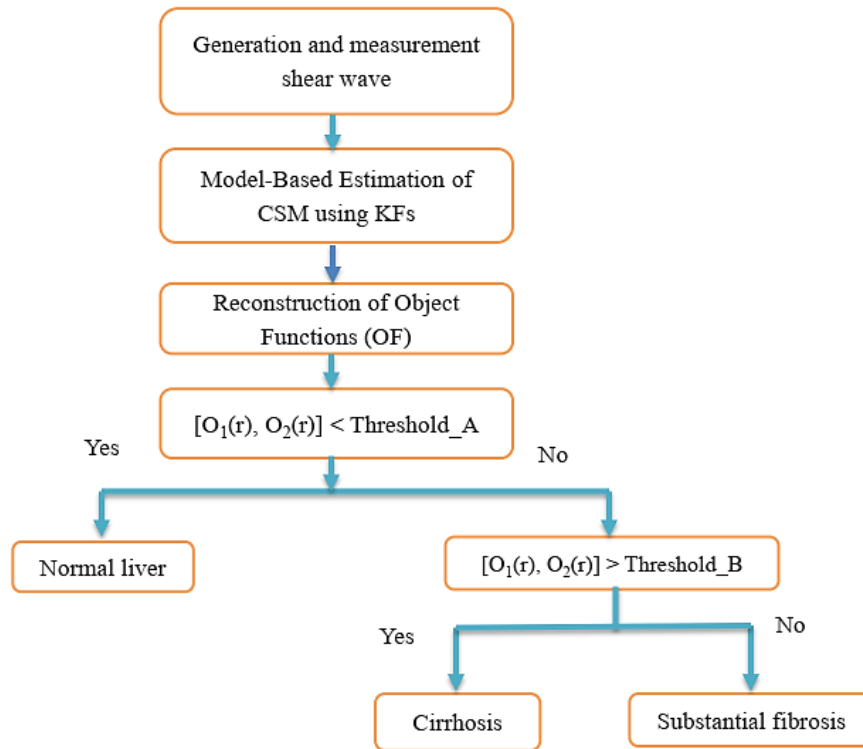 Generation and measurement
shear wave
Model-Based Estimation of
CSM using KFs
Reconstruction of Object
Functions (OF)
[O₁(r), O₂(r)] < Threshold_A
Yes
No
Normal liver
[O₁(r), O₂(r)] > Threshold_B
Yes
No
Cirrhosis
Substantial fibrosis